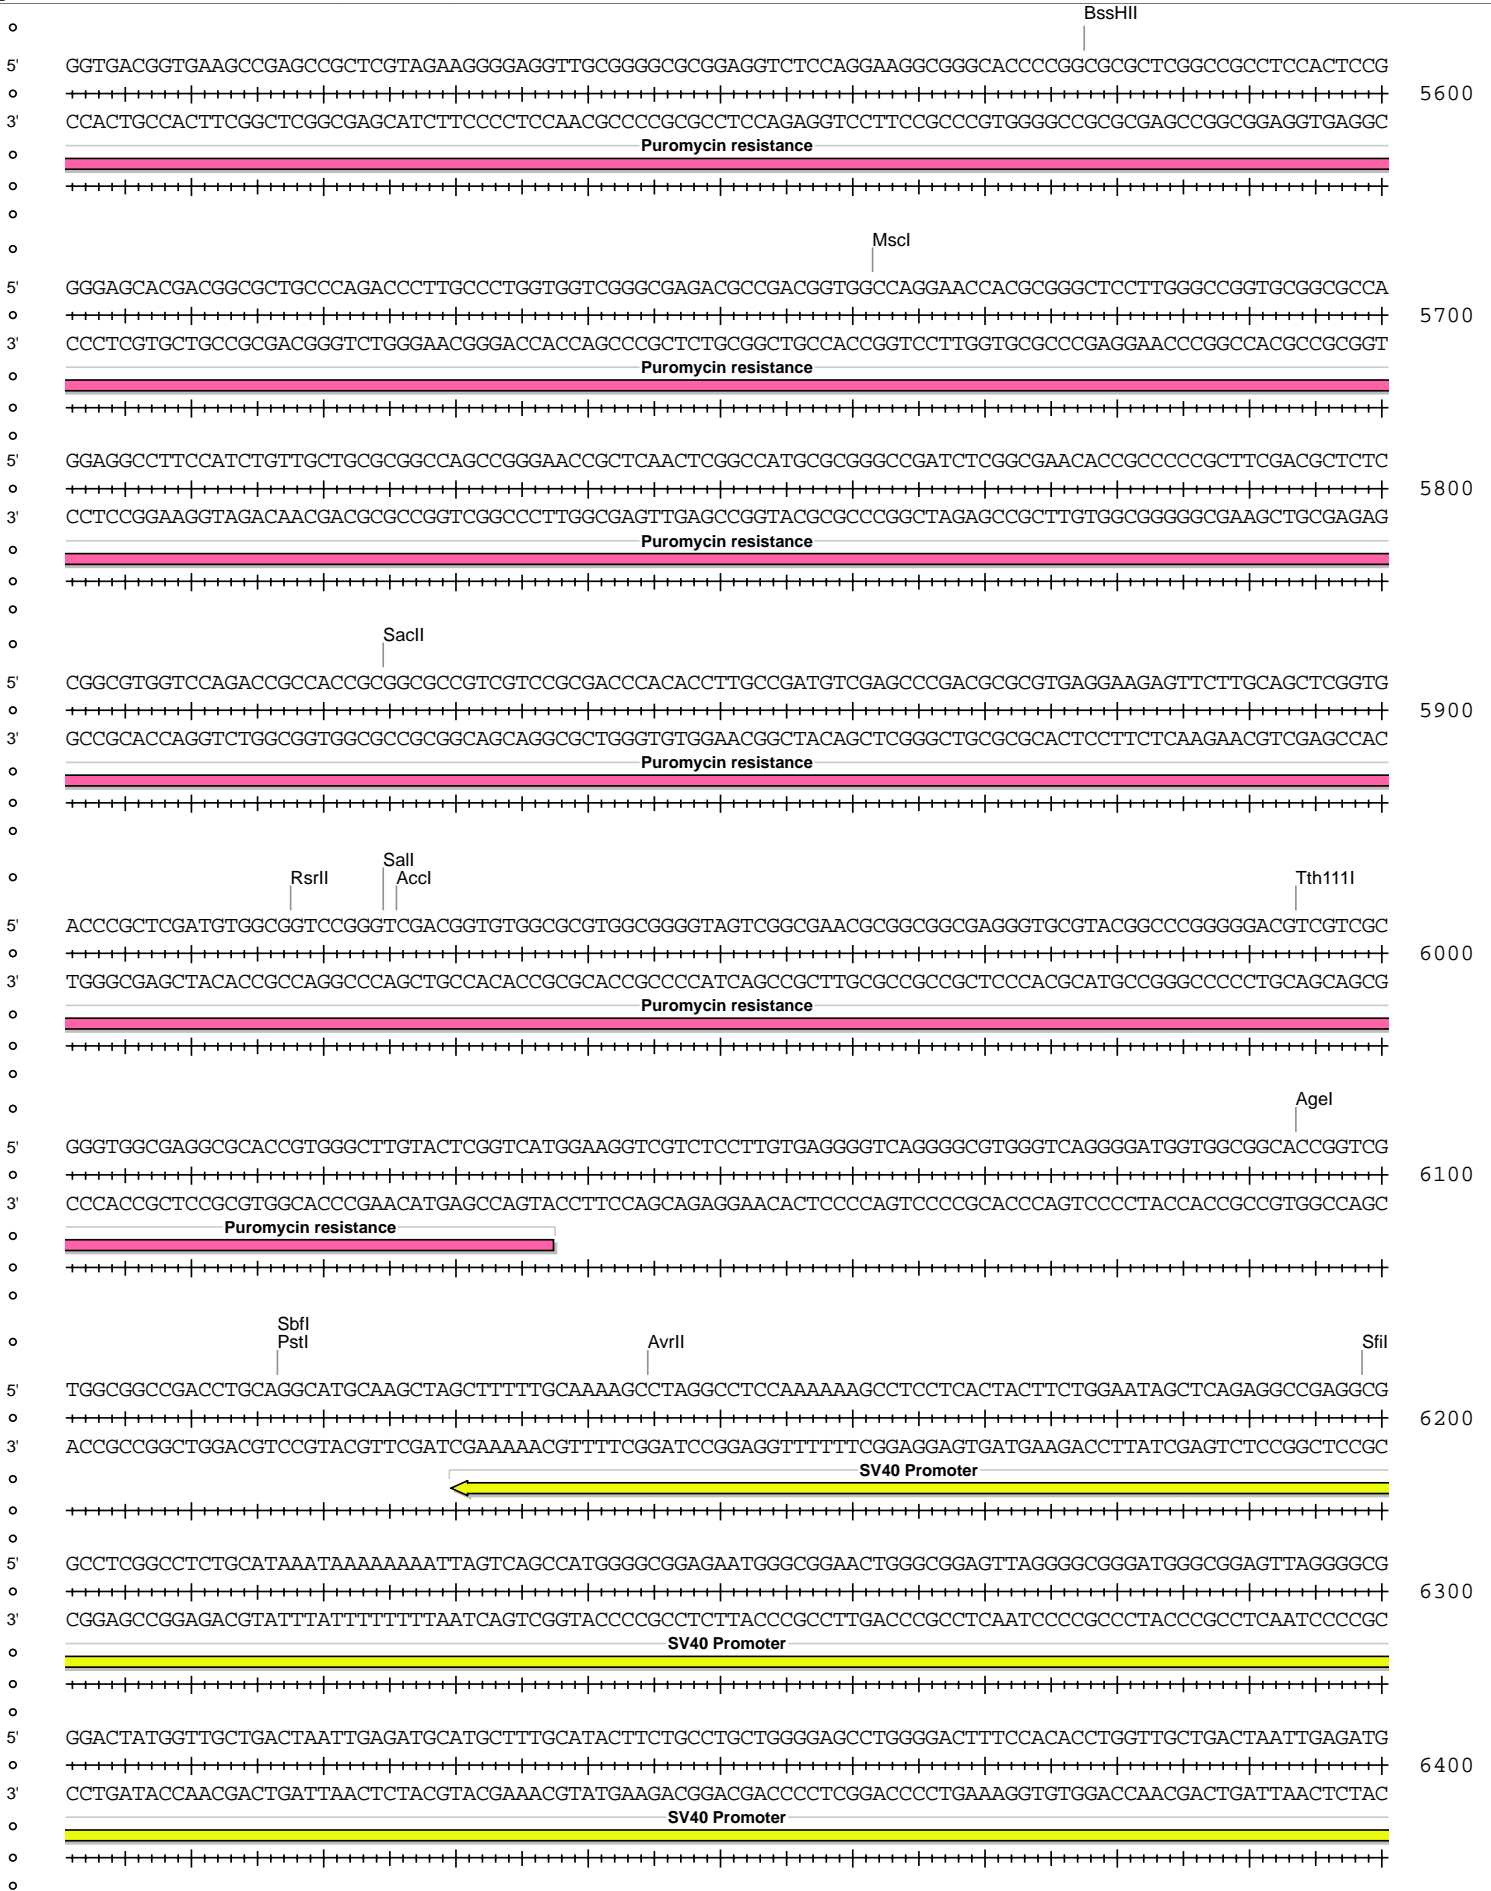 BssHII
5' GGTGACGGTGAAGCCGAGCCGCTCGTAGAAGGGGAGGTTGCGGGGCGCGGAGGTCTCCAGGAAGGCGGGCACCCCGGCGCGCTCGGCCGCCTCCACTCCG
5600
3' CCACTGCCACTTCGGCTCGGCGAGCATCTTCCCCTCCAACGCCCCGCGCCTCCAGAGGTCCTTCCGCCCGTGGGGCCGCGCGAGCCGGCGGAGGTGAGGC
Puromycin resistance
MscI
5' GGGAGCACGACGGCGCTGCCCAGACCCTTGCCCTGGTGGTCGGGCGAGACGCCGACGGTGGCCAGGAACCACGCGGGCTCCTTGGGCCGGTGCGGCGCCA
5700
3' CCCTCGTGCTGCCGCGACGGGTCTGGGAACGGGACCACCAGCCCGCTCTGCGGCTGCCACCGGTCCTTGGTGCGCCCGAGGAACCCGGCCACGCCGCGGT
Puromycin resistance
5' GGAGGCCTTCCATCTGTTGCTGCGCGGCCAGCCGGGAACCGCTCAACTCGGCCATGCGCGGGCCGATCTCGGCGAACACCGCCCCCGCTTCGACGCTCTC
5800
3' CCTCCGGAAGGTAGACAACGACGCGCCGGTCGGCCCTTGGCGAGTTGAGCCGGTACGCGCCCGGCTAGAGCCGCTTGTGGCGGGGGCGAAGCTGCGAGAG
Puromycin resistance
SacII
5' CGGCGTGGTCCAGACCGCCACCGCGGCGCCGTCGTCCGCGACCCACACCTTGCCGATGTCGAGCCCGACGCGCGTGAGGAAGAGTTCTTGCAGCTCGGTG
5900
3' GCCGCACCAGGTCTGGCGGTGGCGCCGCGGCAGCAGGCGCTGGGTGTGGAACGGCTACAGCTCGGGCTGCGCGCACTCCTTCTCAAGAACGTCGAGCCAC
Puromycin resistance
SalI
RsrII AccI Tth111I
5' ACCCGCTCGATGTGGCGGTCCGGGTCGACGGTGTGGCGCGTGGCGGGGTAGTCGGCGAACGCGGCGGCGAGGGTGCGTACGGCCCGGGGGACGTCGTCGC
6000
3' TGGGCGAGCTACACCGCCAGGCCCAGCTGCCACACCGCGCACCGCCCCATCAGCCGCTTGCGCCGCCGCTCCCACGCATGCCGGGCCCCCTGCAGCAGCG
Puromycin resistance
AgeI
5' GGGTGGCGAGGCGCACCGTGGGCTTGTACTCGGTCATGGAAGGTCGTCTCCTTGTGAGGGGTCAGGGGCGTGGGTCAGGGGATGGTGGCGGCACCGGTCG
6100
3' CCCACCGCTCCGCGTGGCACCCGAACATGAGCCAGTACCTTCCAGCAGAGGAACACTCCCCAGTCCCCGCACCCAGTCCCCTACCACCGCCGTGGCCAGC
Puromycin resistance
SbfI
PstI AvrII SfiI
5' TGGCGGCCGACCTGCAGGCATGCAAGCTAGCTTTTTGCAAAAGCCTAGGCCTCCAAAAAAGCCTCCTCACTACTTCTGGAATAGCTCAGAGGCCGAGGCG
6200
3' ACCGCCGGCTGGACGTCCGTACGTTCGATCGAAAAACGTTTTCGGATCCGGAGGTTTTTTCGGAGGAGTGATGAAGACCTTATCGAGTCTCCGGCTCCGC
SV40 Promoter
5' GCCTCGGCCTCTGCATAAATAAAAAAAATTAGTCAGCCATGGGGCGGAGAATGGGCGGAACTGGGCGGAGTTAGGGGCGGGATGGGCGGAGTTAGGGGCG
6300
3' CGGAGCCGGAGACGTATTTATTTTTTTTAATCAGTCGGTACCCCGCCTCTTACCCGCCTTGACCCGCCTCAATCCCCGCCCTACCCGCCTCAATCCCCGC
SV40 Promoter
5' GGACTATGGTTGCTGACTAATTGAGATGCATGCTTTGCATACTTCTGCCTGCTGGGGAGCCTGGGGACTTTCCACACCTGGTTGCTGACTAATTGAGATG
6400
3' CCTGATACCAACGACTGATTAACTCTACGTACGAAACGTATGAAGACGGACGACCCCTCGGACCCCTGAAAGGTGTGGACCAACGACTGATTAACTCTAC
SV40 Promoter